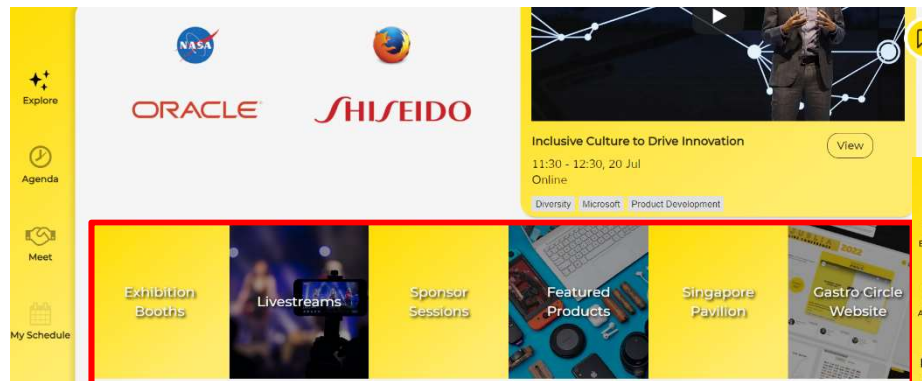 NASA
ORACLE
SHISEIDO
Explore
Agenda
Meet
My Schedule
Inclusive Culture to Drive Innovation
View
11:30 - 12:30, 20 Jul
Online
Diversity
Microsoft
Product Development
Exhibition
Booths
Livestreams
Sponsor
Sessions
Featured
Products
Singapore
Pavilion
2022
Gastro Circle
Website